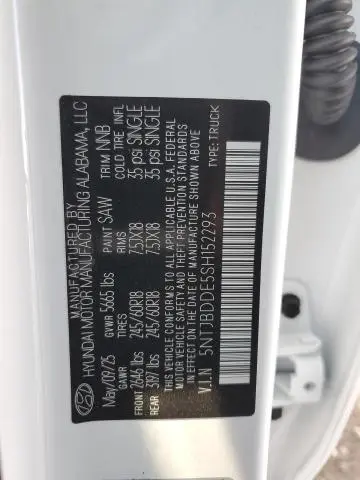 MANUFACTURED BY
HYUNDAI MOTOR MANUFACTURING ALABAMA, LLC
May/09/25 GVWR 5665 lbs PAINT SAW TRIM NNB
GAWR RIMS COLD TIRE INFL
FRONT 2646 lbs 245/60R18 7.5JX18 35 psi SINGLE
REAR 3197 lbs 245/60R18 7.5JX18 35 psi SINGLE
THIS VEHICLE CONFORMS TO ALL APPLICABLE U.S.A. FEDERAL
MOTOR VEHICLE SAFETY AND THEFT PREVENTION STANDARDS
IN EFFECT ON THE DATE OF MANUFACTURE SHOWN ABOVE.
V.I.N 5NTJBDDE5SH152293 TYPE: TRUCK